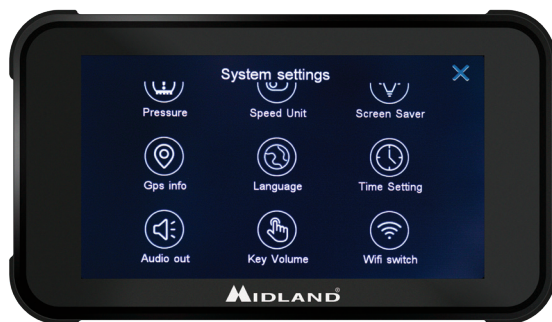 System settings
Pressure
Speed Unit
Screen Saver
Gps info
Language
Time Setting
Audio out
Key Volume
Wifi switch
MIDLAND®